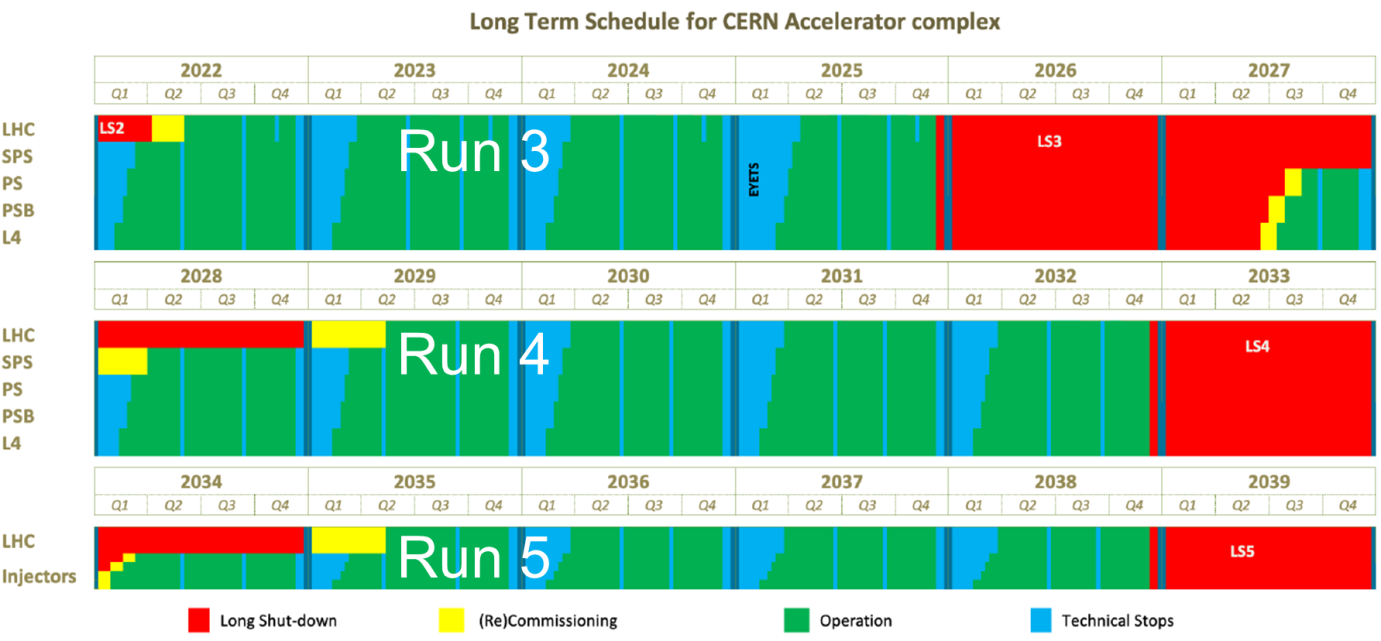 Long Term Schedule for CERN Accelerator complex
2022 2023 2024 2025 2026 2027
Q1 Q2 Q3 Q4 Q1 Q2 Q3 Q4 Q1 Q2 Q3 Q4 Q1 Q2 Q3 Q4 Q1 Q2 Q3 Q4 Q1 Q2 Q3 Q4
LHC LS2 LS3
Run 3
SPS
EYETS
PS
PSB
L4
2028 2029 2030 2031 2032 2033
Q1 Q2 Q3 Q4 Q1 Q2 Q3 Q4 Q1 Q2 Q3 Q4 Q1 Q2 Q3 Q4 Q1 Q2 Q3 Q4 Q1 Q2 Q3 Q4
LHC LS4
Run 4
SPS
PS
PSB
L4
2034 2035 2036 2037 2038 2039
Q1 Q2 Q3 Q4 Q1 Q2 Q3 Q4 Q1 Q2 Q3 Q4 Q1 Q2 Q3 Q4 Q1 Q2 Q3 Q4 Q1 Q2 Q3 Q4
LHC LS5
Run 5
Injectors
Long Shut-down (Re)Commissioning Operation Technical Stops